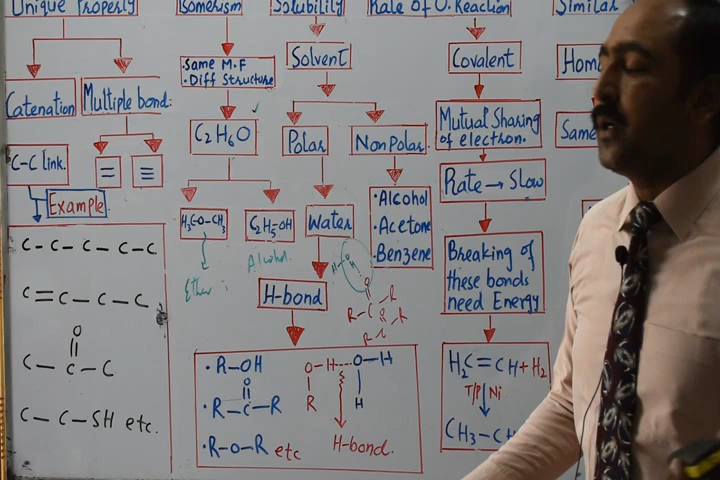 Unique Property
Catenation
Multiple bond.
C-C link.
=
≡
Example
C-C-C-C-C
C=C-C-C
O
||
C-C-C
C-C-SH etc.
Isomerism
.Same M.F
.Diff Structure
C2H6O
H3C-O-CH3
C2H5OH
Ether
Alcohol
Solubility
Solvent
Polar
Non Polar
Water
.Alcohol
.Acetone
.Benzene
H-bond
H-O
H
O
R-C-R
R
R
.R-OH
O
||
.R-C-R
.R-O-R etc
O-H---O-H
R
H
H-bond.
Rate of O. Reaction
Covalent
Mutual Sharing
of electron.
Rate → Slow
Breaking of
these bonds
need Energy
H2C=CH+H2
T/P Ni
CH3-CH
Similar
Hom
Same